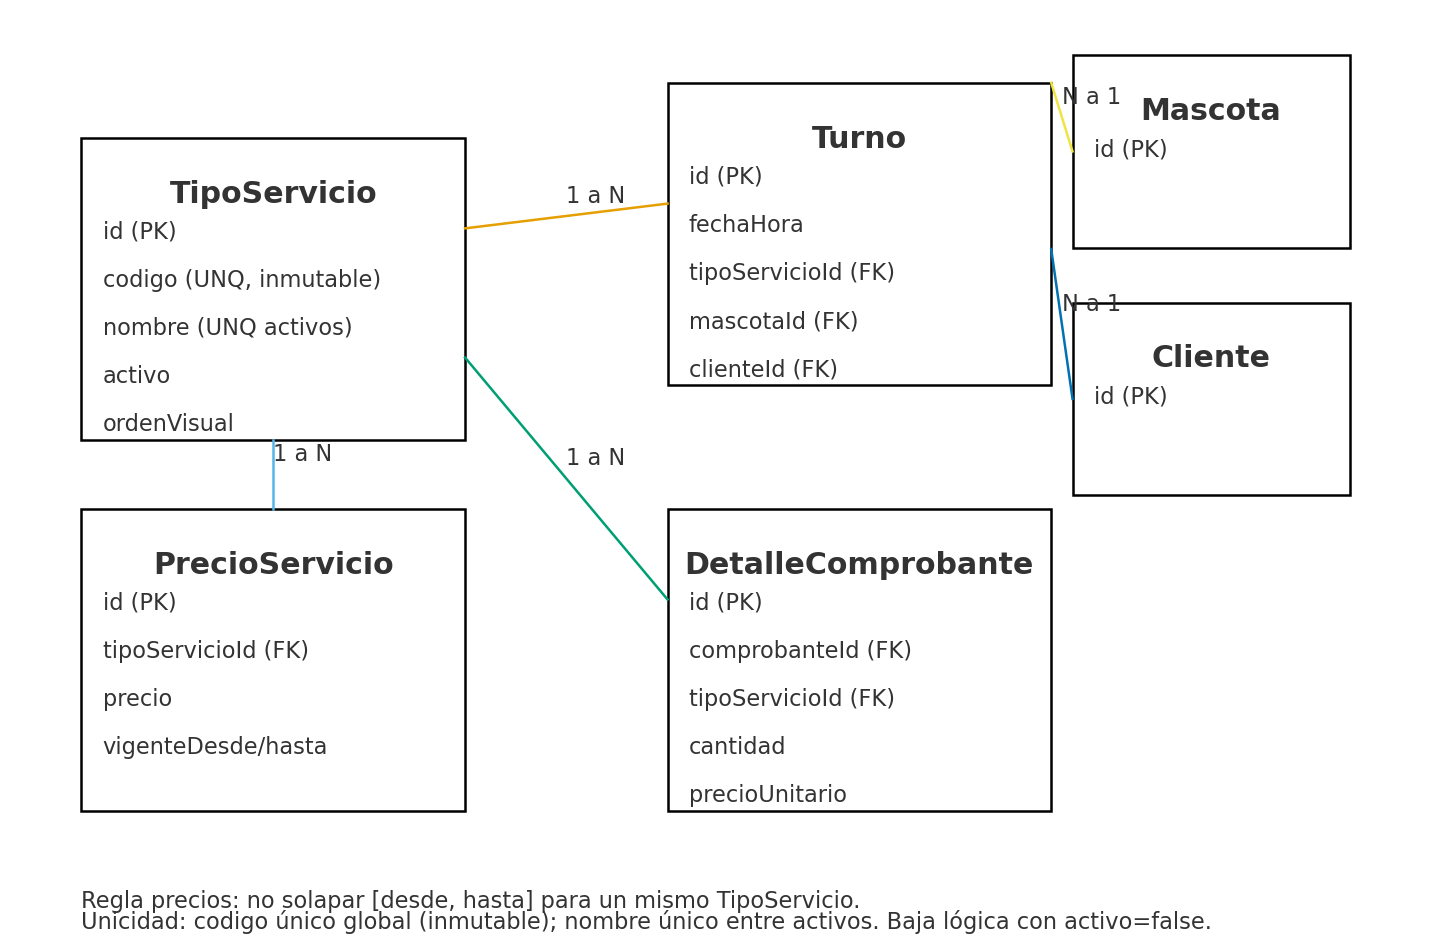 TipoServicio
id (PK)
codigo (UNQ, inmutable)
nombre (UNQ activos)
activo
ordenVisual
1 a N
Turno
id (PK)
fechaHora
tipoServicioId (FK)
mascotaId (FK)
clienteId (FK)
N a 1
Mascota
id (PK)
N a 1
Cliente
id (PK)
1 a N
PrecioServicio
id (PK)
tipoServicioId (FK)
precio
vigenteDesde/hasta
1 a N
DetalleComprobante
id (PK)
comprobanteId (FK)
tipoServicioId (FK)
cantidad
precioUnitario
Regla precios: no solapar [desde, hasta] para un mismo TipoServicio.
Unicidad: codigo único global (inmutable); nombre único entre activos. Baja lógica con activo=false.